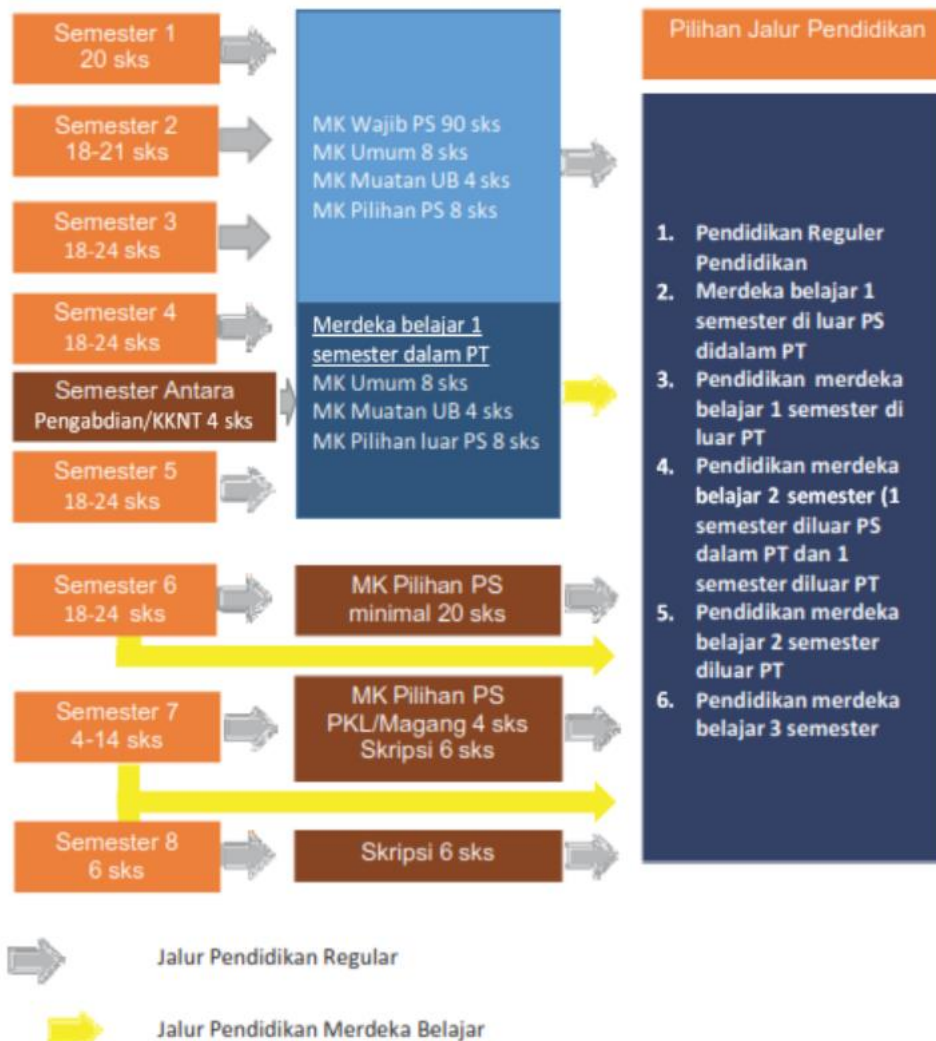 Semester 1
20 sks
Semester 2
18-21 sks
Semester 3
18-24 sks
Semester 4
18-24 sks
Semester Antara
Pengabdian/KKNT 4 sks
Semester 5
18-24 sks
Semester 6
18-24 sks
Semester 7
4-14 sks
Semester 8
6 sks
MK Wajib PS 90 sks
MK Umum 8 sks
MK Muatan UB 4 sks
MK Pilihan PS 8 sks
Merdeka belajar 1
semester dalam PT
MK Umum 8 sks
MK Muatan UB 4 sks
MK Pilihan luar PS 8 sks
MK Pilihan PS
minimal 20 sks
MK Pilihan PS
PKL/Magang 4 sks
Skripsi 6 sks
Skripsi 6 sks
Pilihan Jalur Pendidikan
1. Pendidikan Reguler
Pendidikan
2. Merdeka belajar 1
semester di luar PS
didalam PT
3. Pendidikan merdeka
belajar 1 semester di
luar PT
4. Pendidikan merdeka
belajar 2 semester (1
semester diluar PS
dalam PT dan 1
semester diluar PT
5. Pendidikan merdeka
belajar 2 semester
diluar PT
6. Pendidikan merdeka
belajar 3 semester
Jalur Pendidikan Regular
Jalur Pendidikan Merdeka Belajar